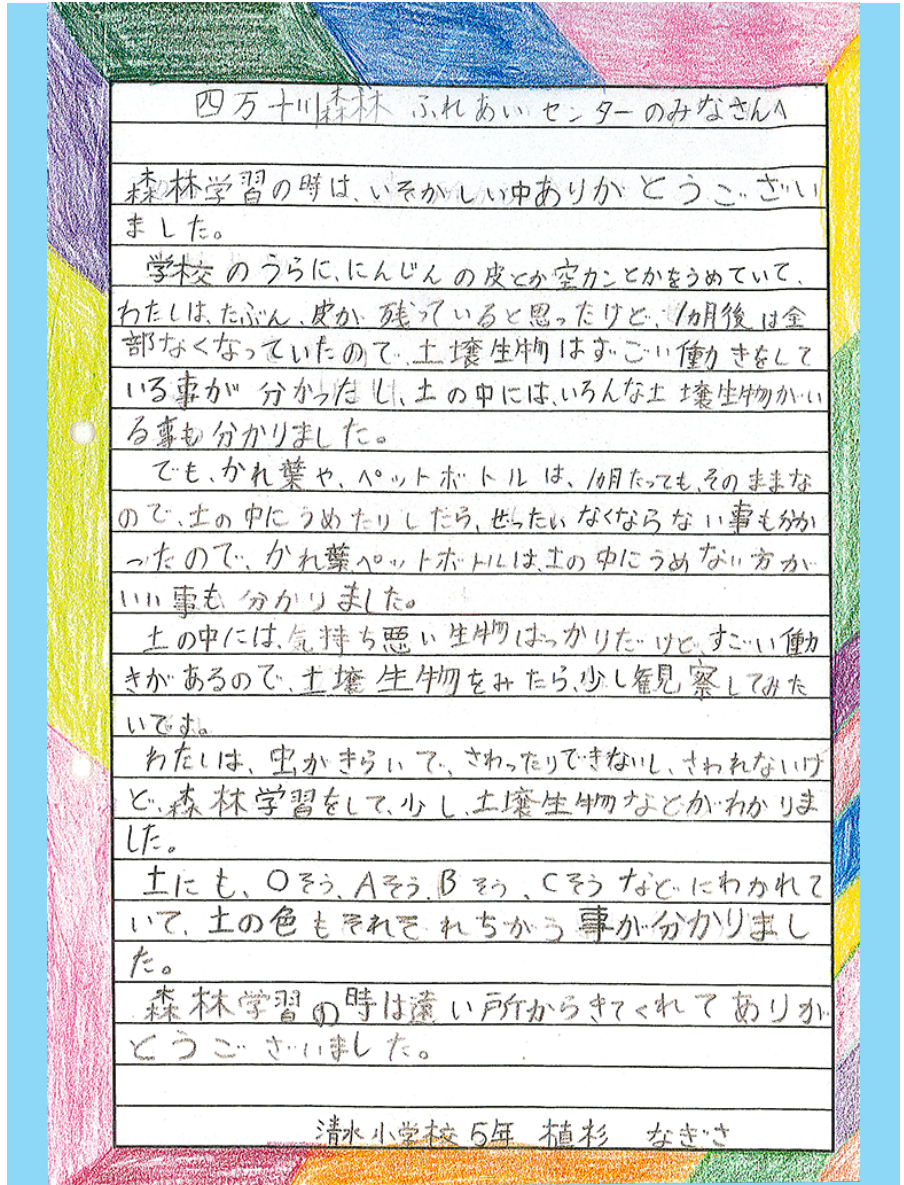 四万十川森林ふれあいセンターのみなさんへ
森林学習の時は、いそがしい中ありがとうござい
ました。
学校のうらに、にんじんの皮とか空カンとかをうめていて、
わたしは、たぶん、皮が残っていると思ったけど、1ヵ月後は全
部なくなっていたので、土壌生物はすごい働きをして
いる事が分かったし、土の中には、いろんな土壌生物がい
る事も分かりました。
でも、かれ葉や、ペットボトルは、1ヵ月たっても、そのままな
ので、土の中にうめたりしだら、ぜったいなくならない事も分か
ったので、かれ葉ペットボトルは、土の中にうめない方が
いい事も分かりました。
土の中には、気持ち悪い生物ばっかりだけど、すごい働
きがあるので、土壌生物をみたら、少し観察してみた
いです。
わたしは、虫がきらいで、さわったりできないし、さわれないけ
ど、森林学習をして、少し、土壌生物などがわかりま
した。
土にも、Oそう、Aそう、Bそう、Cそうなどにわかれて
いて、土の色もそれぞれちがう事が分かりまし
た。
森林学習の時は遠い所からきてくれてありが
とうございました。
清水小学校5年 植杉 なぎさ